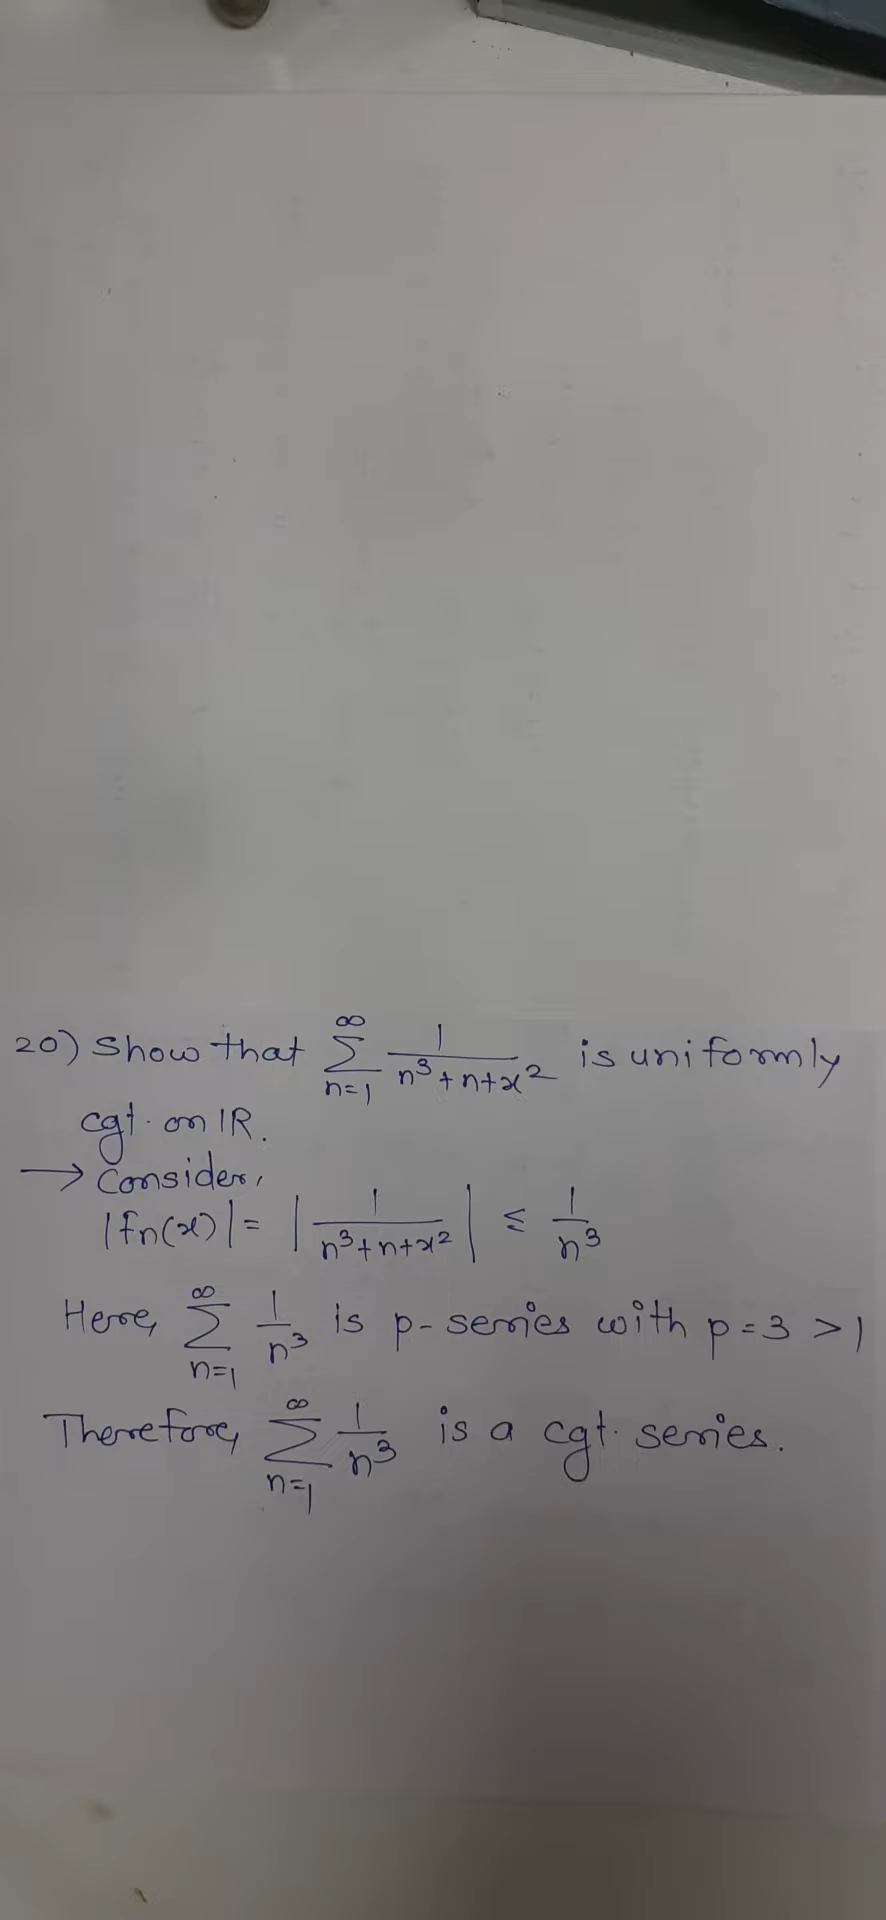 20) Show that ∞∑n=1 1/(n³+n+x²) is uniformly
cgt. on IR.
→ Consider,
|fn(x)| = |1/(n³+n+x²)| ≤ 1/n³
Here, ∞∑n=1 1/n³ is p-series with p=3 >1
Therefore, ∞∑n=1 1/n³ is a cgt. series.